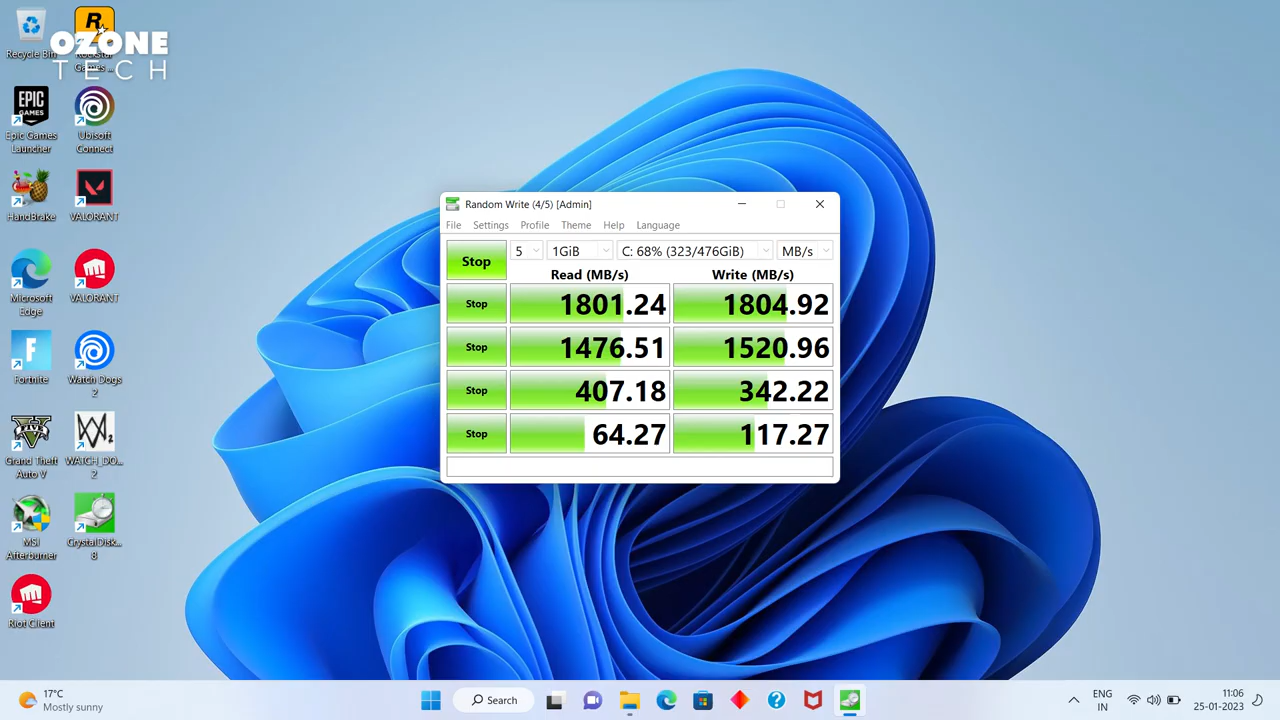 Recycle Bin
R
Rockstar
Games ...
OZONE
TECH
EPIC
GAMES
Epic Games
Launcher
Ubisoft
Connect
HandBrake
VALORANT
Microsoft
Edge
VALORANT
F
Fortnite
Watch Dogs
2
V
Grand Theft
Auto V
WATCH_DO...
2
MSI
Afterburner
CrystalDisk...
8
Riot Client
Random Write (4/5) [Admin]
File Settings Profile Theme Help Language
Stop 5 1GiB C: 68% (323/476GiB) MB/s
Read (MB/s) Write (MB/s)
Stop 1801.24 1804.92
Stop 1476.51 1520.96
Stop 407.18 342.22
Stop 64.27 117.27
17°C
Mostly sunny
Search
ENG
IN
11:06
25-01-2023